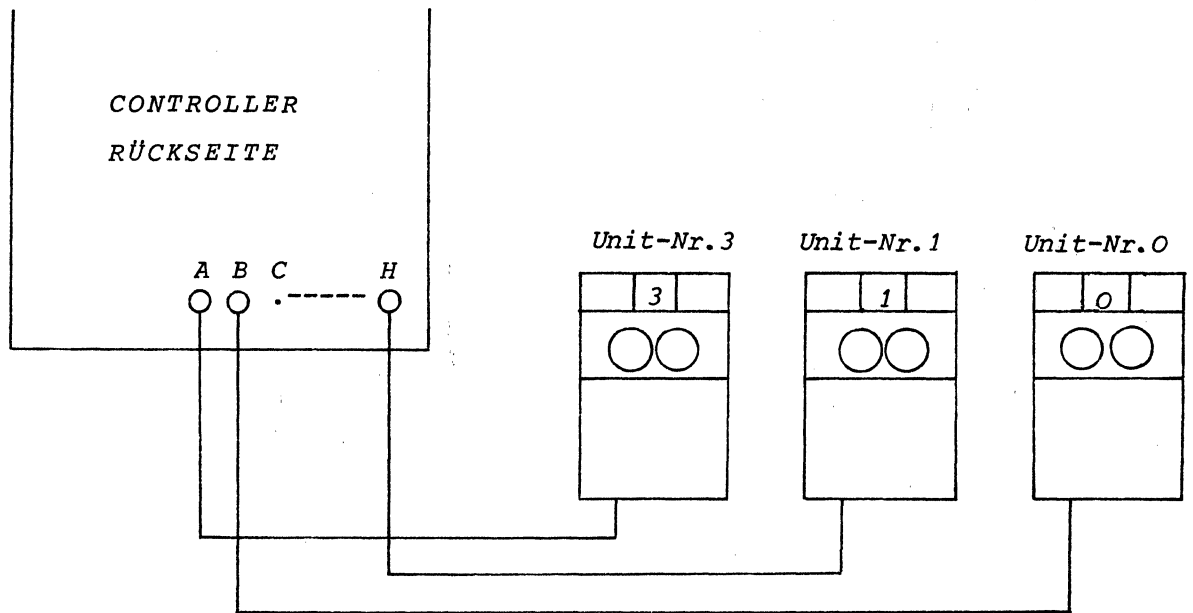 CONTROLLER
RÜCKSEITE
Unit-Nr.3 Unit-Nr.1 Unit-Nr.0
A B C H
3 1 0